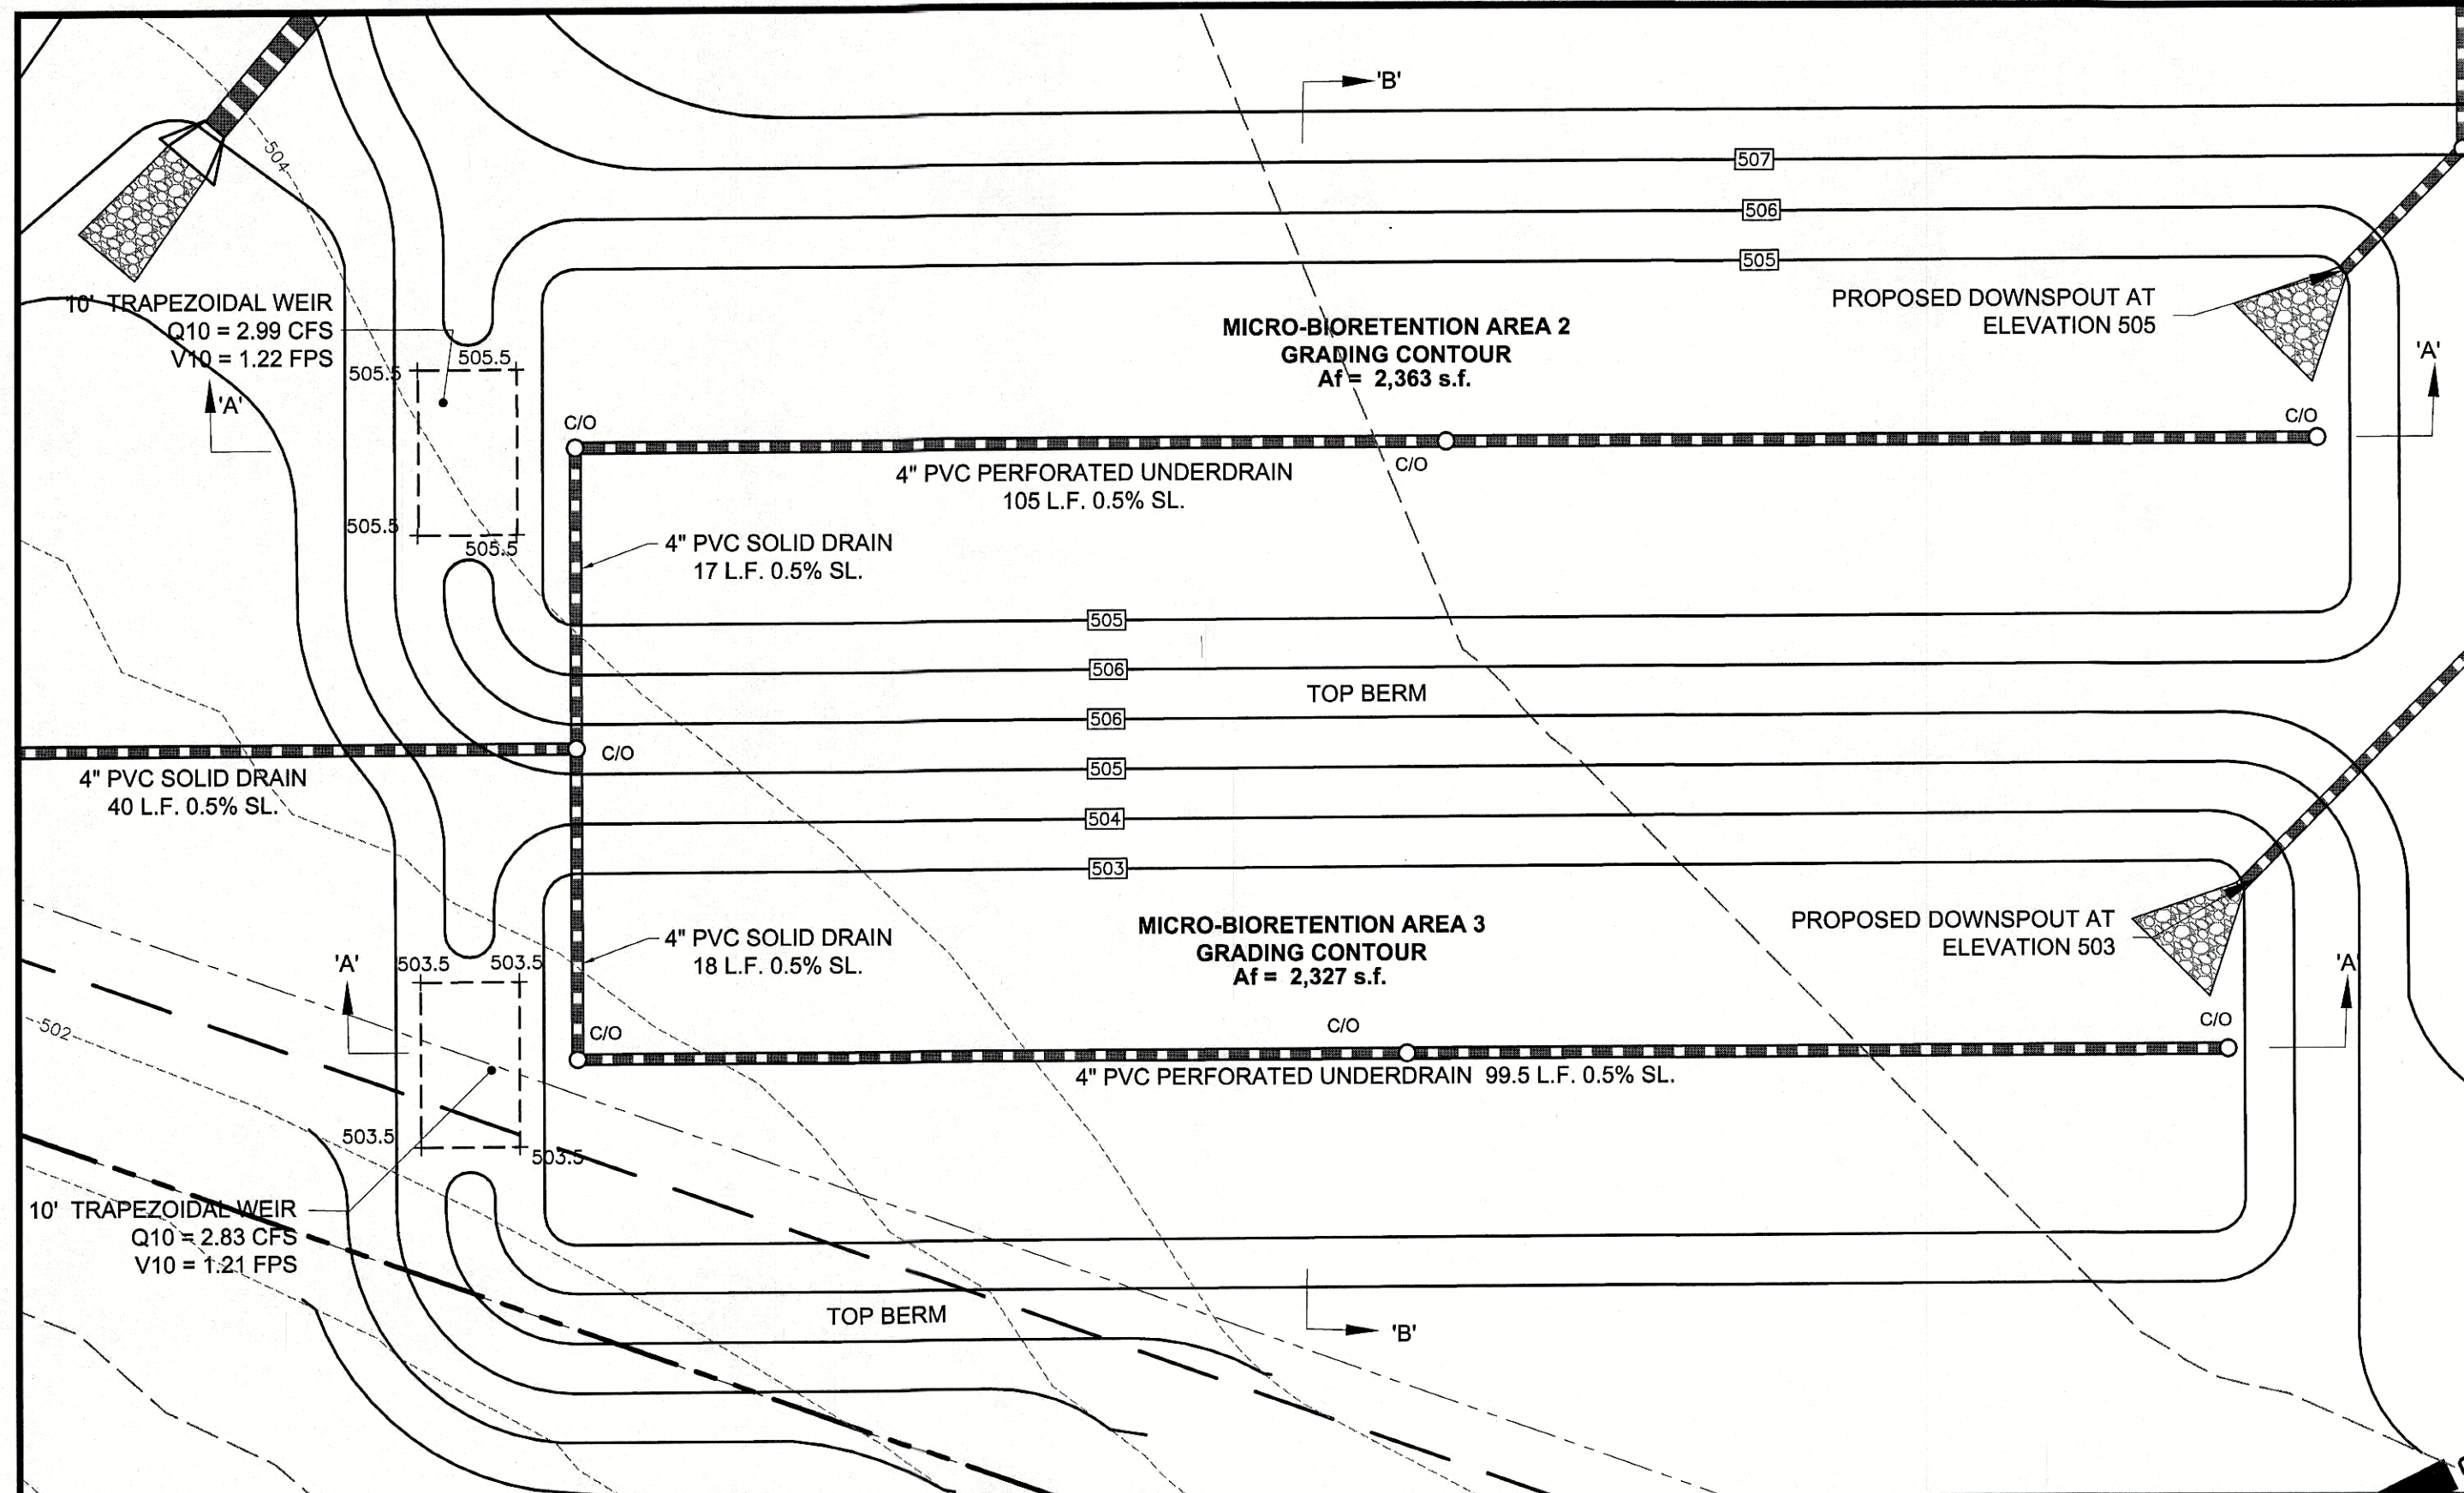 'B'
504
507
506
505
10' TRAPEZOIDAL WEIR
Q10 = 2.99 CFS
V10 = 1.22 FPS
505.5
505.5
505.5
505.5
'A'
MICRO-BIORETENTION AREA 2
GRADING CONTOUR
Af = 2,363 s.f.
PROPOSED DOWNSPOUT AT
ELEVATION 505
'A'
C/O
C/O
C/O
4" PVC PERFORATED UNDERDRAIN
105 L.F. 0.5% SL.
4" PVC SOLID DRAIN
17 L.F. 0.5% SL.
505
506
TOP BERM
506
C/O
4" PVC SOLID DRAIN
40 L.F. 0.5% SL.
505
504
503
4" PVC SOLID DRAIN
18 L.F. 0.5% SL.
MICRO-BIORETENTION AREA 3
GRADING CONTOUR
Af = 2,327 s.f.
PROPOSED DOWNSPOUT AT
ELEVATION 503
'A'
503.5
503.5
'A'
502
C/O
C/O
C/O
4" PVC PERFORATED UNDERDRAIN 99.5 L.F. 0.5% SL.
503.5
503.5
10' TRAPEZOIDAL WEIR
Q10 = 2.83 CFS
V10 = 1.21 FPS
TOP BERM
'B'